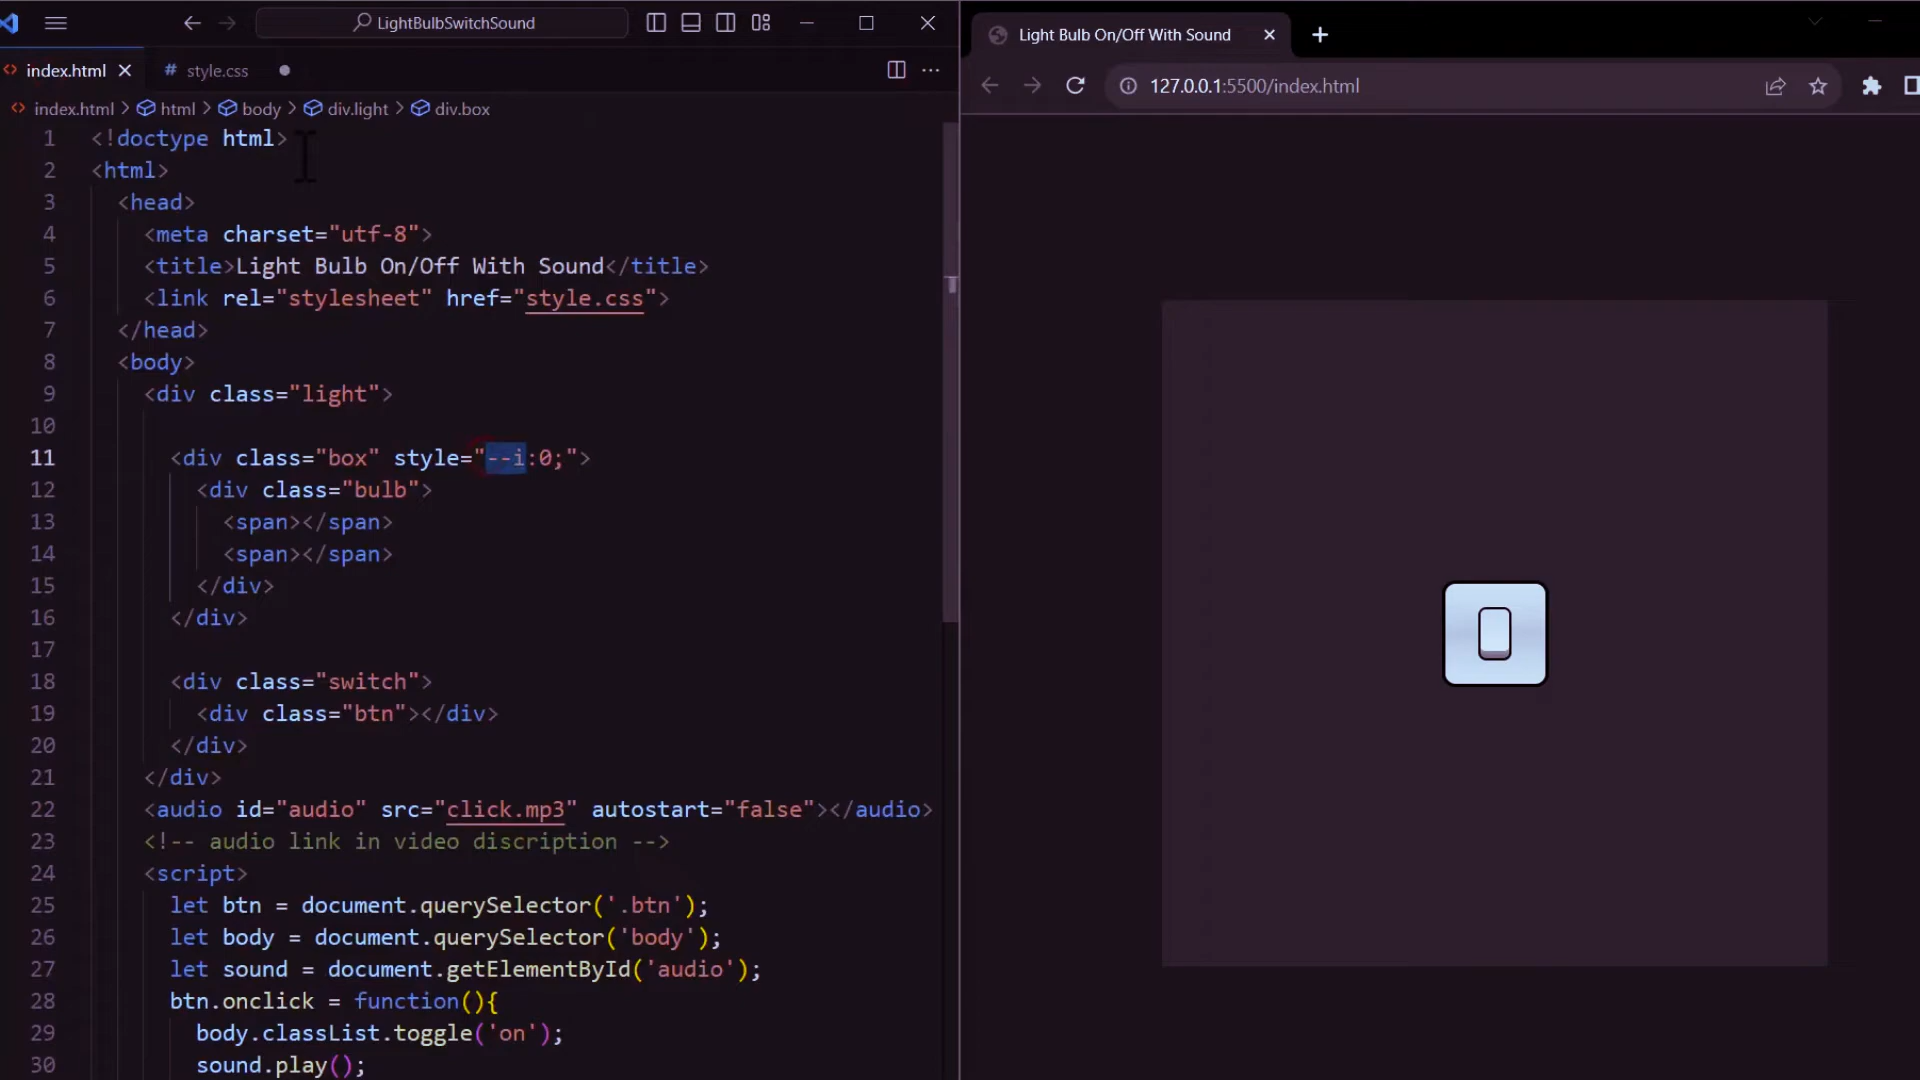 LightBulbSwitchSound
index.html
# style.css
index.html > html > body > div.light > div.box
1 <!doctype html>
2 <html>
3 <head>
4 <meta charset="utf-8">
5 <title>Light Bulb On/Off With Sound</title>
6 <link rel="stylesheet" href="style.css">
7 </head>
8 <body>
9 <div class="light">
10
11 <div class="box" style="--i:0;">
12 <div class="bulb">
13 <span></span>
14 <span></span>
15 </div>
16 </div>
17
18 <div class="switch">
19 <div class="btn"></div>
20 </div>
21 </div>
22 <audio id="audio" src="click.mp3" autostart="false"></audio>
23 <!-- audio link in video discription -->
24 <script>
25 let btn = document.querySelector('.btn');
26 let body = document.querySelector('body');
27 let sound = document.getElementById('audio');
28 btn.onclick = function(){
29 body.classList.toggle('on');
30 sound.play();
Light Bulb On/Off With Sound
127.0.0.1:5500/index.html